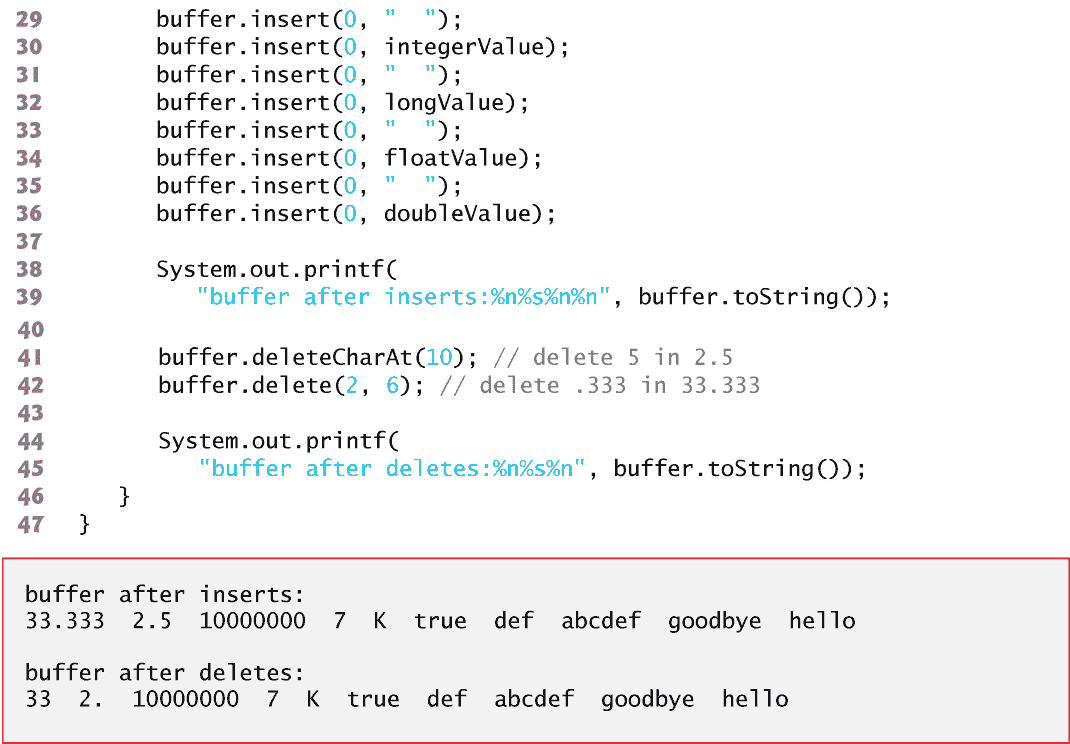 29 buffer.insert(0, "  ");
30 buffer.insert(0, integerValue);
31 buffer.insert(0, "  ");
32 buffer.insert(0, longValue);
33 buffer.insert(0, "  ");
34 buffer.insert(0, floatValue);
35 buffer.insert(0, "  ");
36 buffer.insert(0, doubleValue);
37
38 System.out.printf(
39 "buffer after inserts:%n%s%n%n", buffer.toString());
40
41 buffer.deleteCharAt(10); // delete 5 in 2.5
42 buffer.delete(2, 6); // delete .333 in 33.333
43
44 System.out.printf(
45 "buffer after deletes:%n%s%n", buffer.toString());
46 }
47 }
buffer after inserts:
33.333  2.5  10000000  7  K  true  def  abcdef  goodbye  hello
buffer after deletes:
33  2.  10000000  7  K  true  def  abcdef  goodbye  hello